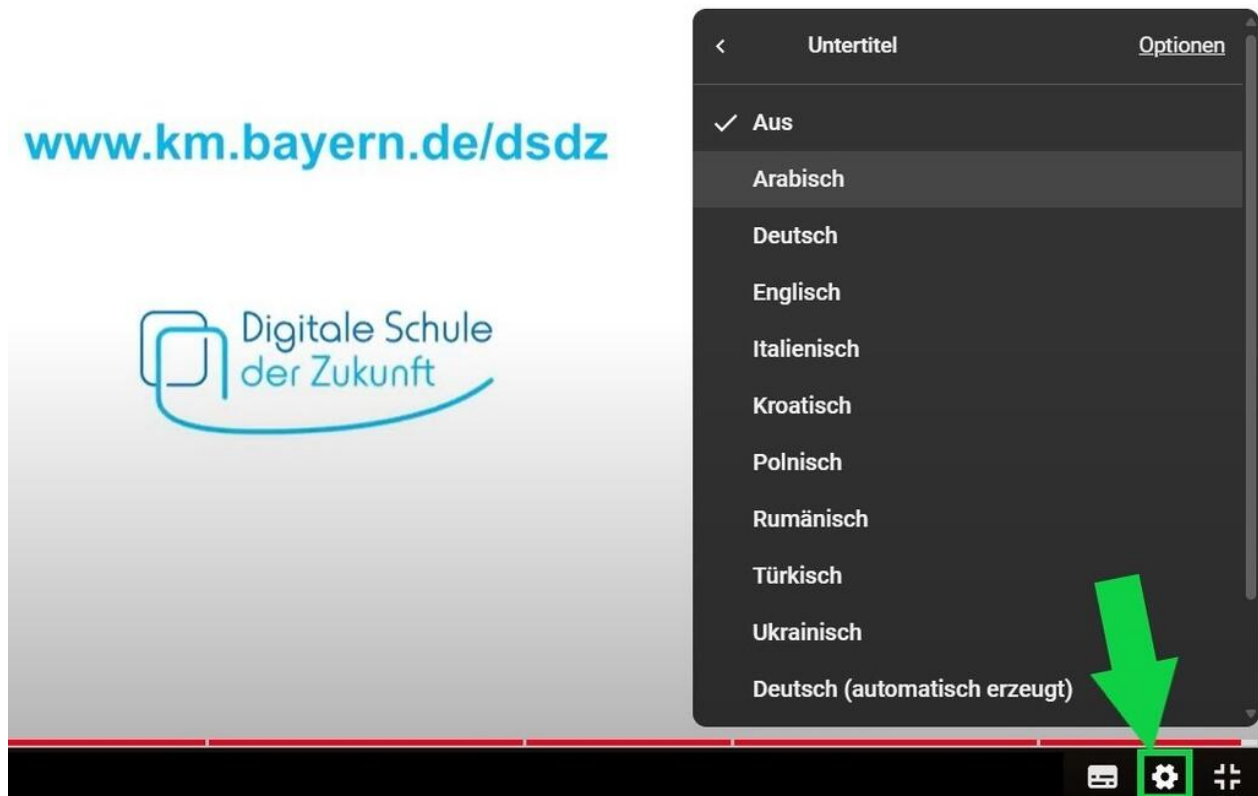 www.km.bayern.de/dsdz
Digitale Schule
der Zukunft
Untertitel
Optionen
Aus
Arabisch
Deutsch
Englisch
Italienisch
Kroatisch
Polnisch
Rumänisch
Türkisch
Ukrainisch
Deutsch (automatisch erzeugt)